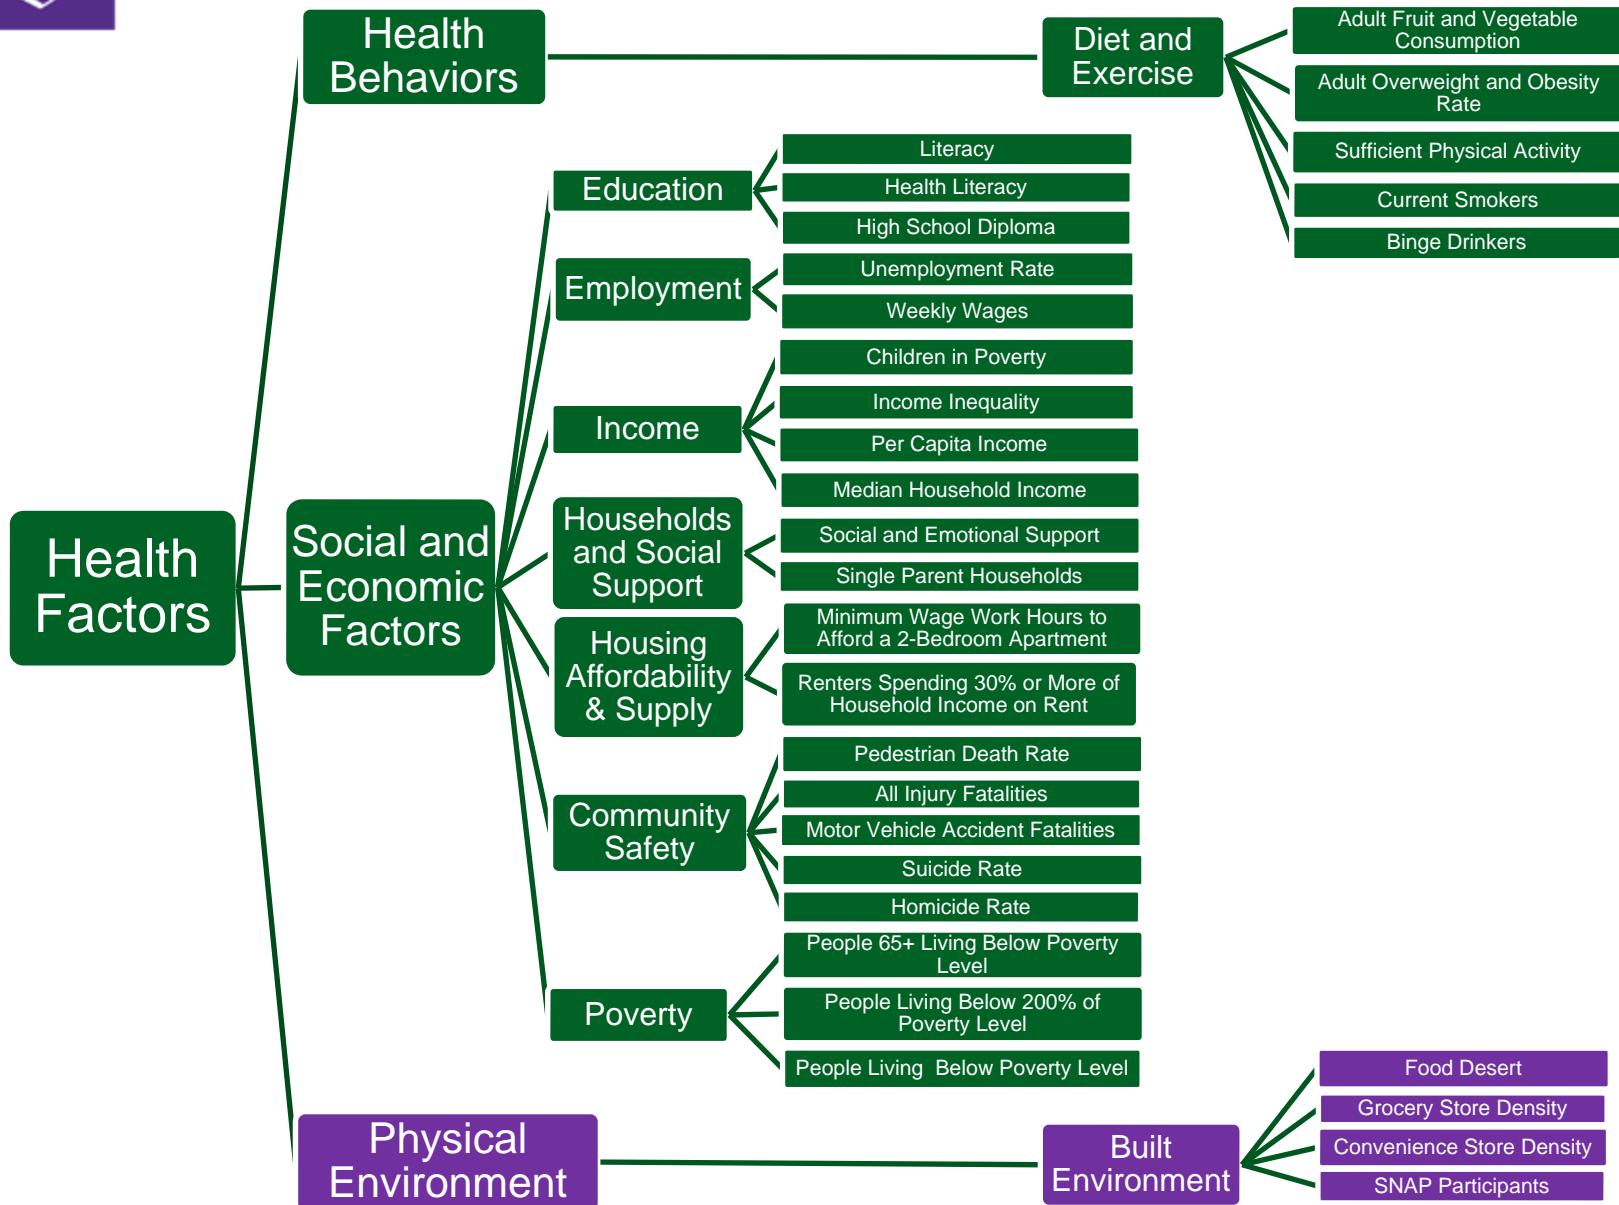 Health
Factors
Health
Behaviors
Diet and
Exercise
Adult Fruit and Vegetable
Consumption
Adult Overweight and Obesity
Rate
Sufficient Physical Activity
Current Smokers
Binge Drinkers
Social and
Economic
Factors
Education
Literacy
Health Literacy
High School Diploma
Employment
Unemployment Rate
Weekly Wages
Income
Children in Poverty
Income Inequality
Per Capita Income
Median Household Income
Households
and Social
Support
Social and Emotional Support
Single Parent Households
Housing
Affordability
& Supply
Minimum Wage Work Hours to
Afford a 2-Bedroom Apartment
Renters Spending 30% or More of
Household Income on Rent
Community
Safety
Pedestrian Death Rate
All Injury Fatalities
Motor Vehicle Accident Fatalities
Suicide Rate
Homicide Rate
Poverty
People 65+ Living Below Poverty
Level
People Living Below 200% of
Poverty Level
People Living  Below Poverty Level
Physical
Environment
Built
Environment
Food Desert
Grocery Store Density
Convenience Store Density
SNAP Participants